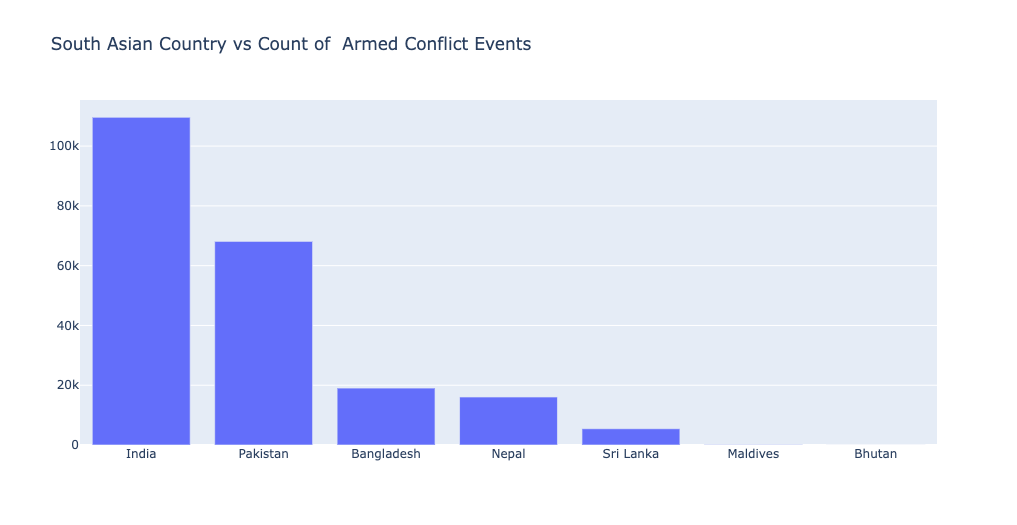 South Asian Country vs Count of  Armed Conflict Events
100k
80k
60k
40k
20k
0
India Pakistan Bangladesh Nepal Sri Lanka Maldives Bhutan